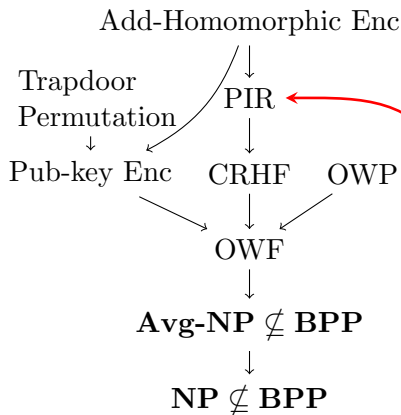 Add-Homomorphic Enc
Trapdoor
Permutation
PIR
Pub-key Enc
CRHF
OWP
OWF
Avg-NP ⊈ BPP
NP ⊈ BPP